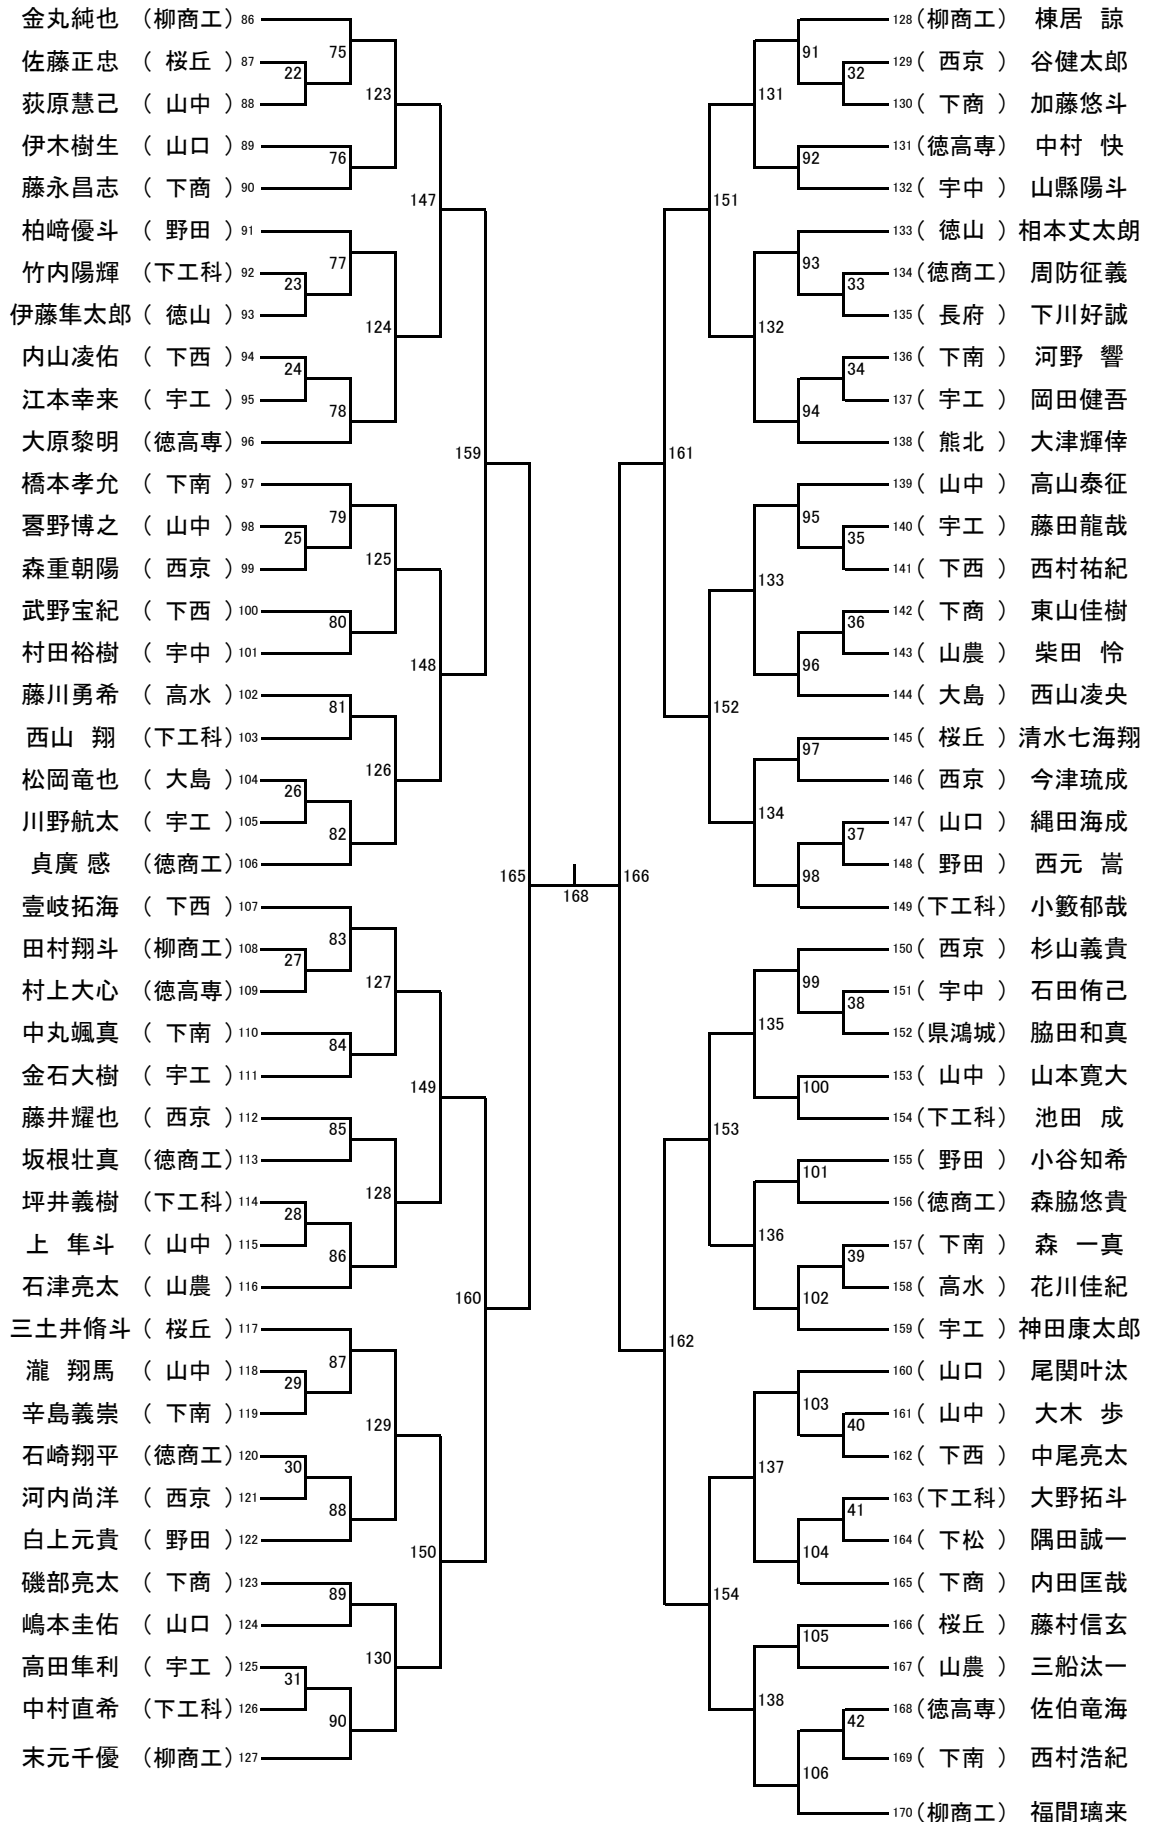 金丸純也 (柳商工) 86
佐藤正忠 ( 桜丘 ) 87
荻原慧己 ( 山中 ) 88
伊木樹生 ( 山口 ) 89
藤永昌志 ( 下商 ) 90
柏﨑優斗 ( 野田 ) 91
竹内陽輝 (下工科) 92
伊藤隼太郎 ( 徳山 ) 93
内山凌佑 ( 下西 ) 94
江本幸来 ( 宇工 ) 95
大原黎明 (徳高専) 96
橋本孝允 ( 下南 ) 97
野博之 ( 山中 ) 98
森重朝陽 ( 西京 ) 99
武野宝紀 ( 下西 ) 100
村田裕樹 ( 宇中 ) 101
藤川勇希 ( 高水 ) 102
西山 翔 (下工科) 103
松岡竜也 ( 大島 ) 104
川野航太 ( 宇工 ) 105
貞廣 感 (徳商工) 106
壹岐拓海 ( 下西 ) 107
田村翔斗 (柳商工) 108
村上大心 (徳高専) 109
中丸颯真 ( 下南 ) 110
金石大樹 ( 宇工 ) 111
藤井耀也 ( 西京 ) 112
坂根壮真 (徳商工) 113
坪井義樹 (下工科) 114
上 隼斗 ( 山中 ) 115
石津亮太 ( 山農 ) 116
三土井脩斗 ( 桜丘 ) 117
瀧 翔馬 ( 山中 ) 118
辛島義崇 ( 下南 ) 119
石崎翔平 (徳商工) 120
河内尚洋 ( 西京 ) 121
白上元貴 ( 野田 ) 122
磯部亮太 ( 下商 ) 123
嶋本圭佑 ( 山口 ) 124
高田隼利 ( 宇工 ) 125
中村直希 (下工科) 126
末元千優 (柳商工) 127
22
23
24
25
26
27
28
29
30
31
75
76
77
78
79
80
81
82
83
84
85
86
87
88
89
90
123
124
125
126
127
128
129
130
147
148
149
150
159
160
165
168
166
161
162
151
152
153
154
131
132
133
134
135
136
137
138
91
92
93
94
95
96
97
98
99
100
101
102
103
104
105
106
32
33
34
35
36
37
38
39
40
41
42
128 (柳商工) 棟居 諒
129 ( 西京 ) 谷健太郎
130 ( 下商 ) 加藤悠斗
131 (徳高専) 中村 快
132 ( 宇中 ) 山縣陽斗
133 ( 徳山 ) 相本丈太朗
134 (徳商工) 周防征義
135 ( 長府 ) 下川好誠
136 ( 下南 ) 河野 響
137 ( 宇工 ) 岡田健吾
138 ( 熊北 ) 大津輝倖
139 ( 山中 ) 高山泰征
140 ( 宇工 ) 藤田龍哉
141 ( 下西 ) 西村祐紀
142 ( 下商 ) 東山佳樹
143 ( 山農 ) 柴田 怜
144 ( 大島 ) 西山凌央
145 ( 桜丘 ) 清水七海翔
146 ( 西京 ) 今津琉成
147 ( 山口 ) 縄田海成
148 ( 野田 ) 西元 嵩
149 (下工科) 小籔郁哉
150 ( 西京 ) 杉山義貴
151 ( 宇中 ) 石田侑己
152 (県鴻城) 脇田和真
153 ( 山中 ) 山本寛大
154 (下工科) 池田 成
155 ( 野田 ) 小谷知希
156 (徳商工) 森脇悠貴
157 ( 下南 ) 森 一真
158 ( 高水 ) 花川佳紀
159 ( 宇工 ) 神田康太郎
160 ( 山口 ) 尾関叶汰
161 ( 山中 ) 大木 歩
162 ( 下西 ) 中尾亮太
163 (下工科) 大野拓斗
164 ( 下松 ) 隅田誠一
165 ( 下商 ) 内田匡哉
166 ( 桜丘 ) 藤村信玄
167 ( 山農 ) 三船汰一
168 (徳高専) 佐伯竜海
169 ( 下南 ) 西村浩紀
170 (柳商工) 福間璃来